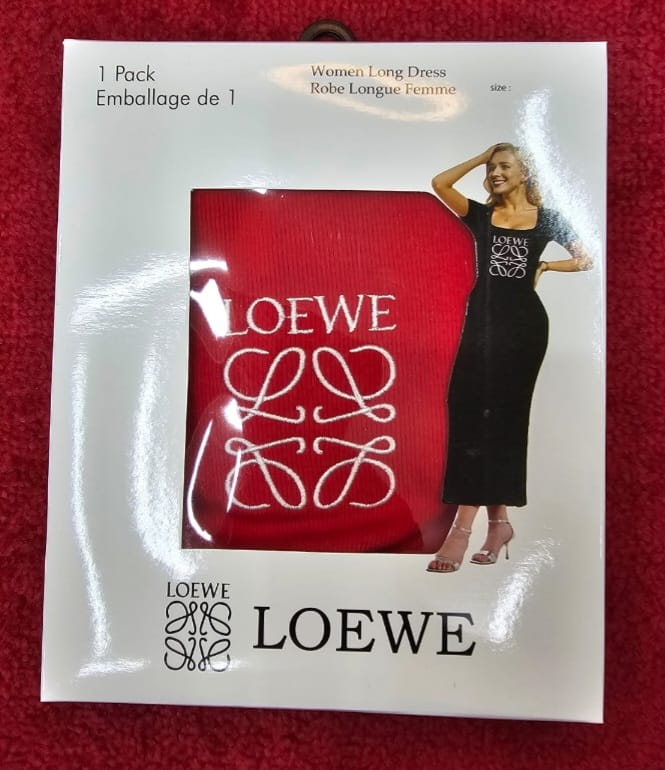 1 Pack
Emballage de 1
Women Long Dress
Robe Longue Femme
size :
LOEWE
LOEWE
LOEWE
LOEWE